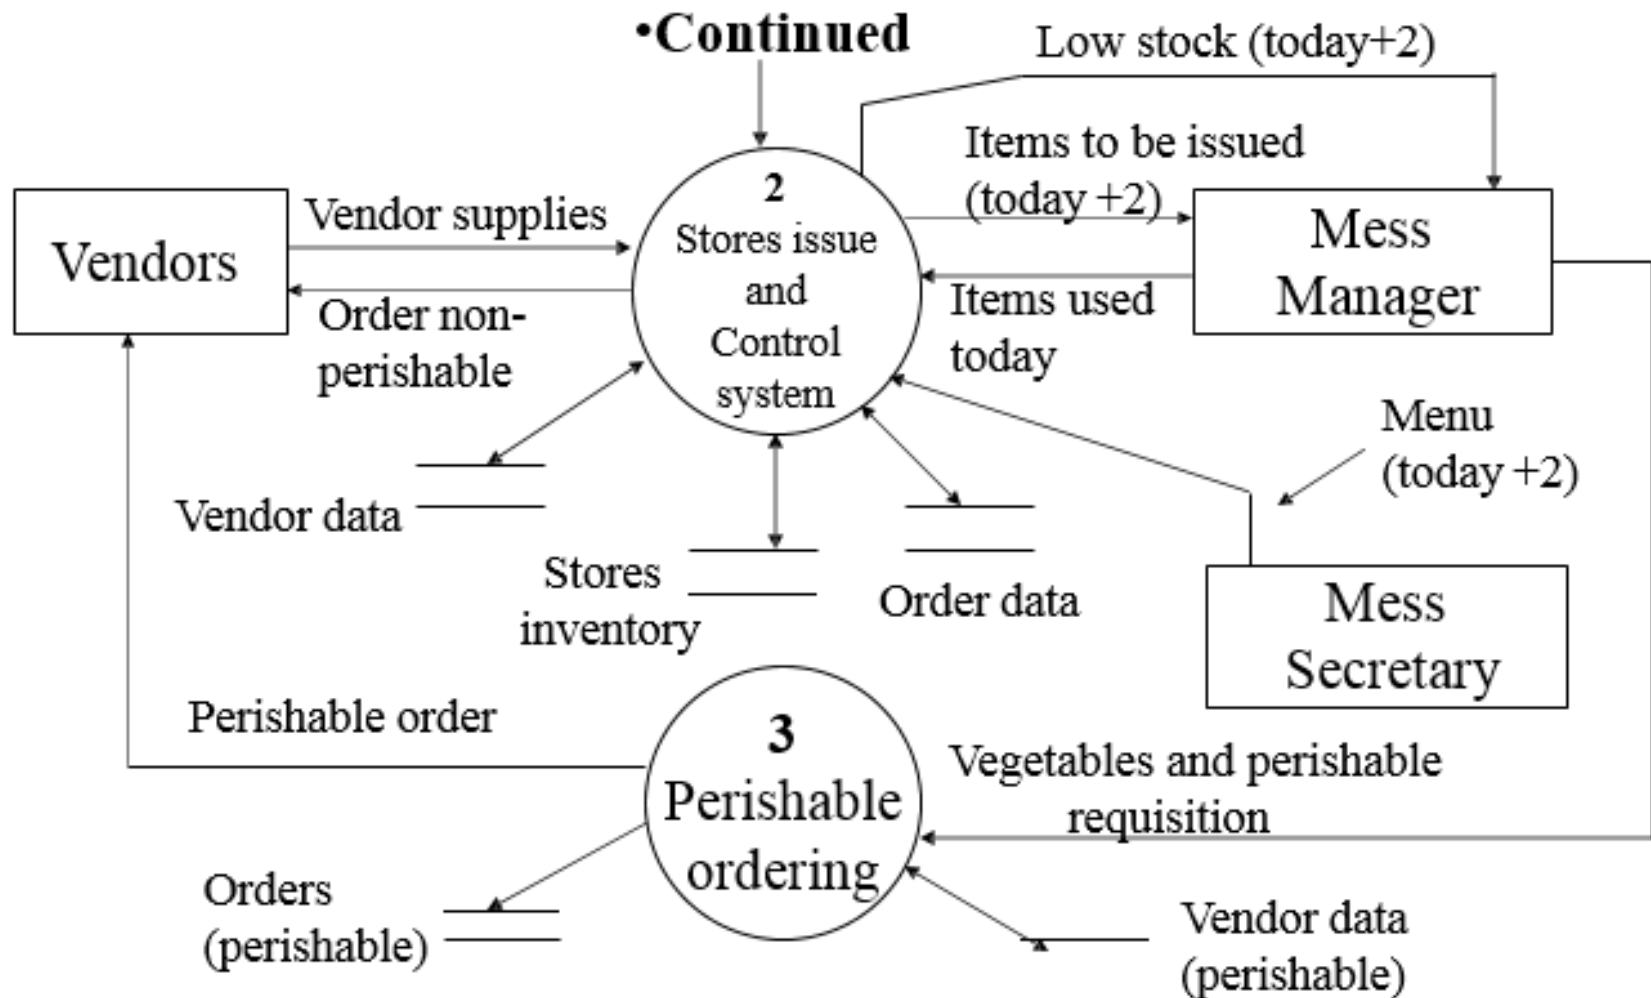 •Continued
Low stock (today+2)
Items to be issued
(today +2)
2
Stores issue
and
Control
system
Vendors
Vendor supplies
Order non-
perishable
Mess
Manager
Items used
today
Menu
(today +2)
Vendor data
Stores
inventory
Order data
Mess
Secretary
Perishable order
3
Perishable
ordering
Vegetables and perishable
requisition
Orders
(perishable)
Vendor data
(perishable)